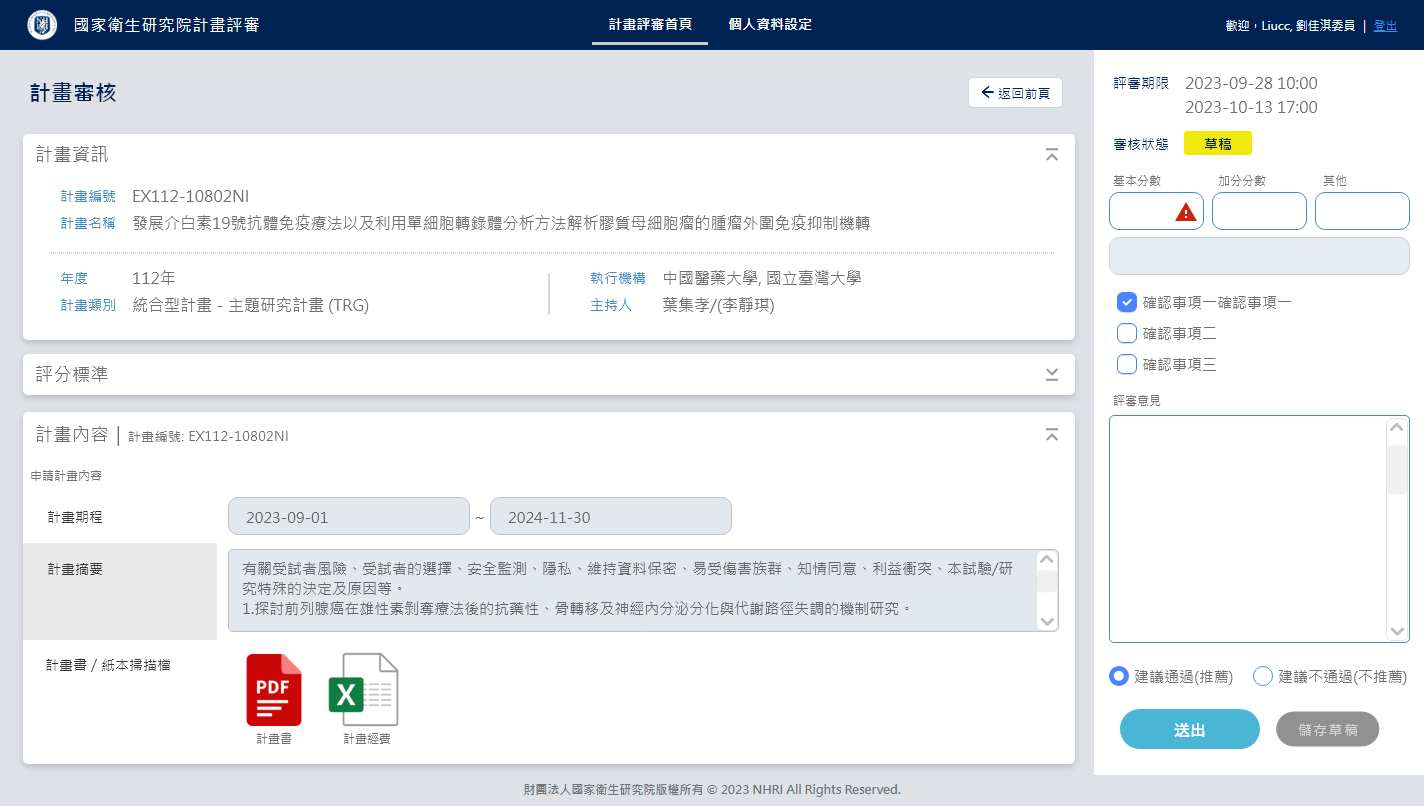 國家衛生研究院計畫評審
計畫評審首頁
個人資料設定
歡迎，Liucc, 劉佳淇委員 | 登出
計畫審核
返回前頁
計畫資訊
計畫編號 EX112-10802NI
計畫名稱 發展介白素19號抗體免疫療法以及利用單細胞轉錄體分析方法解析膠質母細胞瘤的腫瘤外圍免疫抑制機轉
年度 112年
計畫類別 統合型計畫 - 主題研究計畫 (TRG)
執行機構 中國醫藥大學, 國立臺灣大學
主持人 葉集孝/(李靜琪)
評分標準
計畫內容 | 計畫編號: EX112-10802NI
申請計畫內容
計畫期程 2023-09-01 ~ 2024-11-30
計畫摘要
有關受試者風險、受試者的選擇、安全監測、隱私、維持資料保密、易受傷害族群、知情同意、利益衝突、本試驗/研
究特殊的決定及原因等。
1.探討前列腺癌在雄性素剝奪療法後的抗藥性、骨轉移及神經內分泌分化與代謝路徑失調的機制研究。
計畫書 / 紙本掃描檔
PDF
X
計畫書
計畫經費
評審期限 2023-09-28 10:00
2023-10-13 17:00
審核狀態 草稿
基本分數 加分分數 其他
確認事項一確認事項一
確認事項二
確認事項三
評審意見
建議通過(推薦) 建議不通過(不推薦)
送出 儲存草稿
財團法人國家衛生研究院版權所有 © 2023 NHRI All Rights Reserved.